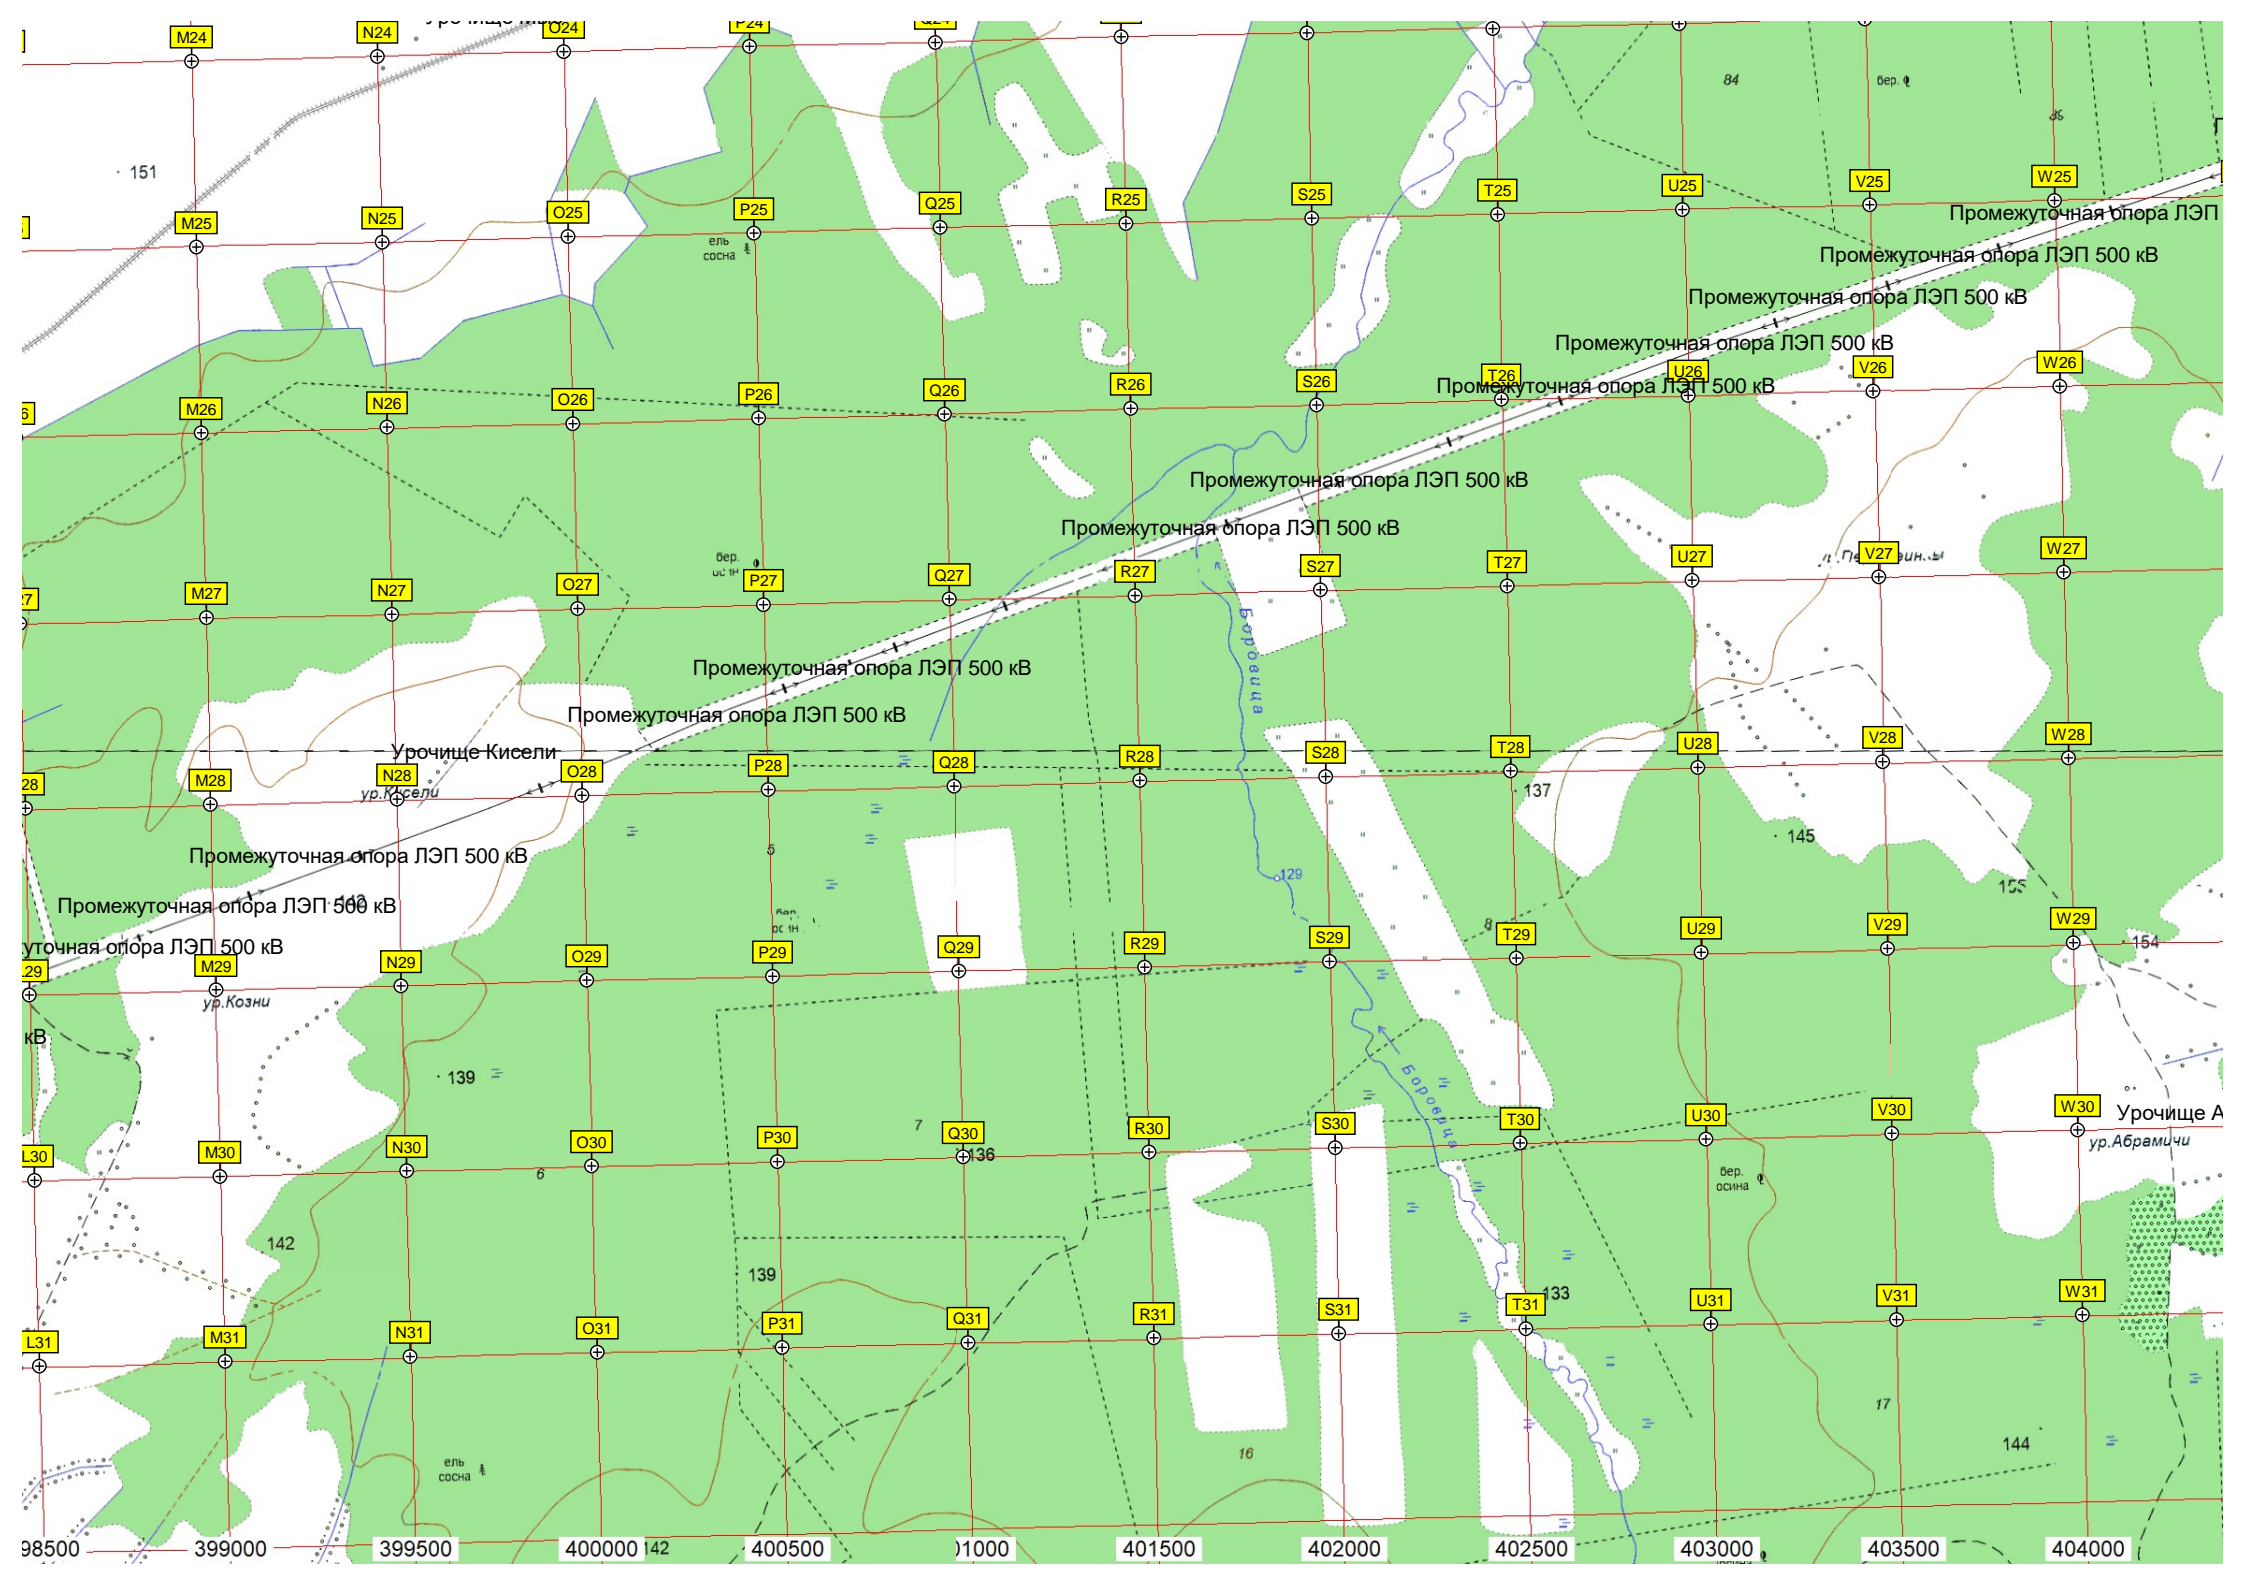 M24
N24
O24
P24
84
бер.
151
M25
N25
O25
P25
Q25
R25
S25
T25
U25
V25
W25
Промежуточная опора ЛЭП
ель
сосна
Промежуточная опора ЛЭП 500 кВ
Промежуточная опора ЛЭП 500 кВ
Промежуточная опора ЛЭП 500 кВ
Промежуточная опора ЛЭП 500 кВ
M26
N26
O26
P26
Q26
R26
S26
T26
U26
V26
W26
Промежуточная опора ЛЭП 500 кВ
Промежуточная опора ЛЭП 500 кВ
бер.
M27
N27
O27
P27
Q27
R27
S27
T27
U27
V27
W27
Боровица
Промежуточная опора ЛЭП 500 кВ
Промежуточная опора ЛЭП 500 кВ
Урочище Кисели
28
M28
N28
O28
P28
Q28
R28
S28
T28
U28
V28
W28
ур.Кисели
137
145
5
Промежуточная опора ЛЭП 500 кВ
129
155
Промежуточная опора ЛЭП 500 кВ
142
8
уточная опора ЛЭП 500 кВ
29
M29
N29
O29
P29
Q29
R29
S29
T29
U29
V29
W29
154
ур.Козни
кВ
139
Боровица
7
L30
M30
N30
O30
P30
Q30
R30
S30
T30
U30
V30
W30
Урочище А
ур.Абрамичи
136
6
бер.
осина
142
139
133
L31
M31
N31
O31
P31
Q31
R31
S31
T31
U31
V31
W31
17
144
16
ель
сосна
98500
399000
399500
400000
142
400500
01000
401500
402000
402500
403000
403500
404000